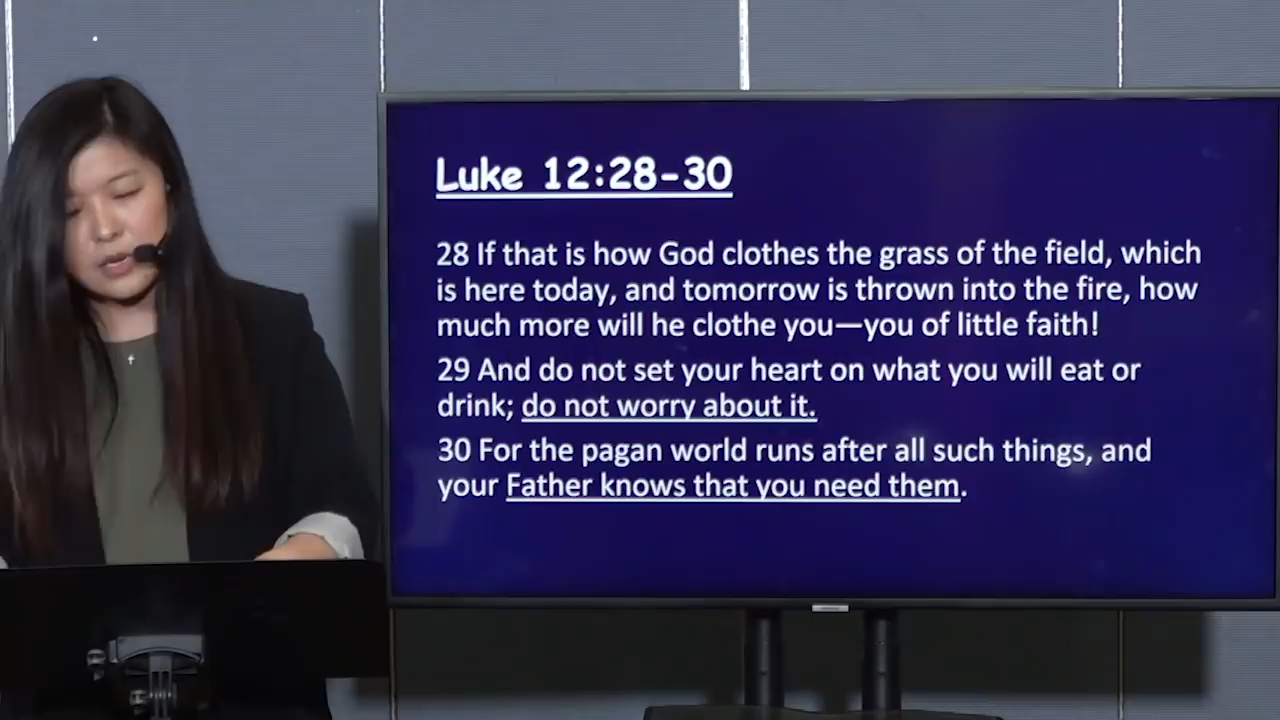 Luke 12:28-30
28 If that is how God clothes the grass of the field, which
is here today, and tomorrow is thrown into the fire, how
much more will he clothe you—you of little faith!
29 And do not set your heart on what you will eat or
drink; do not worry about it.
30 For the pagan world runs after all such things, and
your Father knows that you need them.